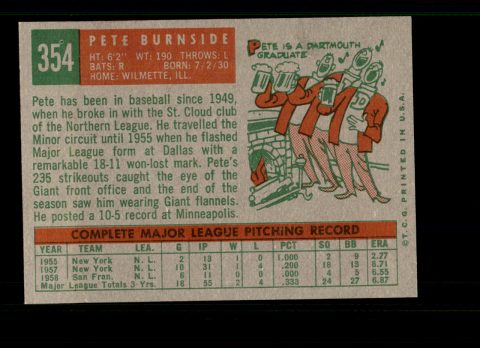 354
PETE BURNSIDE
HT: 6'2" WT: 190 THROWS: L
BATS: R BORN: 7/2/30
HOME: WILMETTE, ILL.
PETE IS A DARTMOUTH
GRADUATE
Pete has been in baseball since 1949,
when he broke in with the St. Cloud club
of the Northern League. He travelled the
Minor circuit until 1955 when he flashed
Major League form at Dallas with a
remarkable 18-11 won-lost mark. Pete's
235 strikeouts caught the eye of the
Giant front office and the end of the
season saw him wearing Giant flannels.
He posted a 10-5 record at Minneapolis.
©T.C.G. PRINTED IN U.S.A.
COMPLETE MAJOR LEAGUE PITCHING RECORD
YEAR TEAM LEA. G IP W L PCT SO BB ERA
1955 New York N. L. 2 13 1 0 1.000 2 9 2.77
1957 New York N. L. 10 31 1 4 .200 18 13 8.71
1958 San Fran. N. L. 6 11 0 0 .000 4 5 6.55
Major League Totals 3 Yrs. 18 55 2 4 .333 24 27 6.87